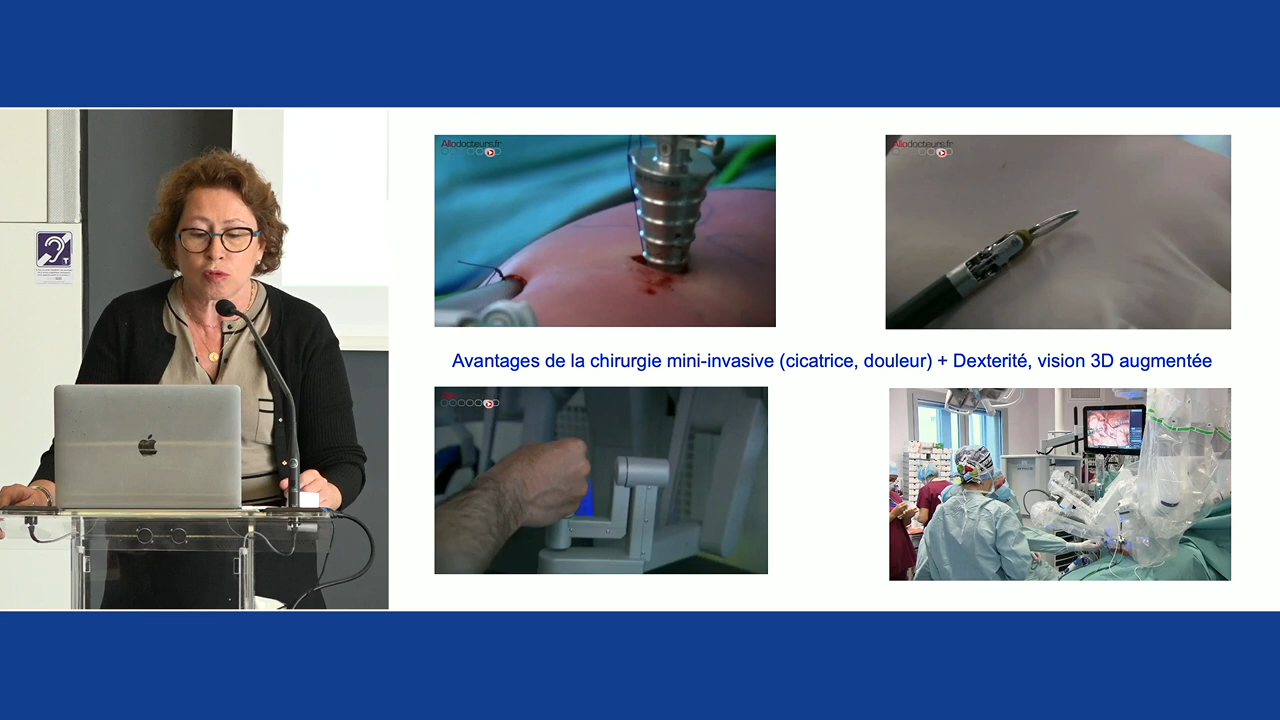 Allodocteurs.fr
Allodocteurs.fr
Avantages de la chirurgie mini-invasive (cicatrice, douleur) + Dexterité, vision 3D augmentée
T